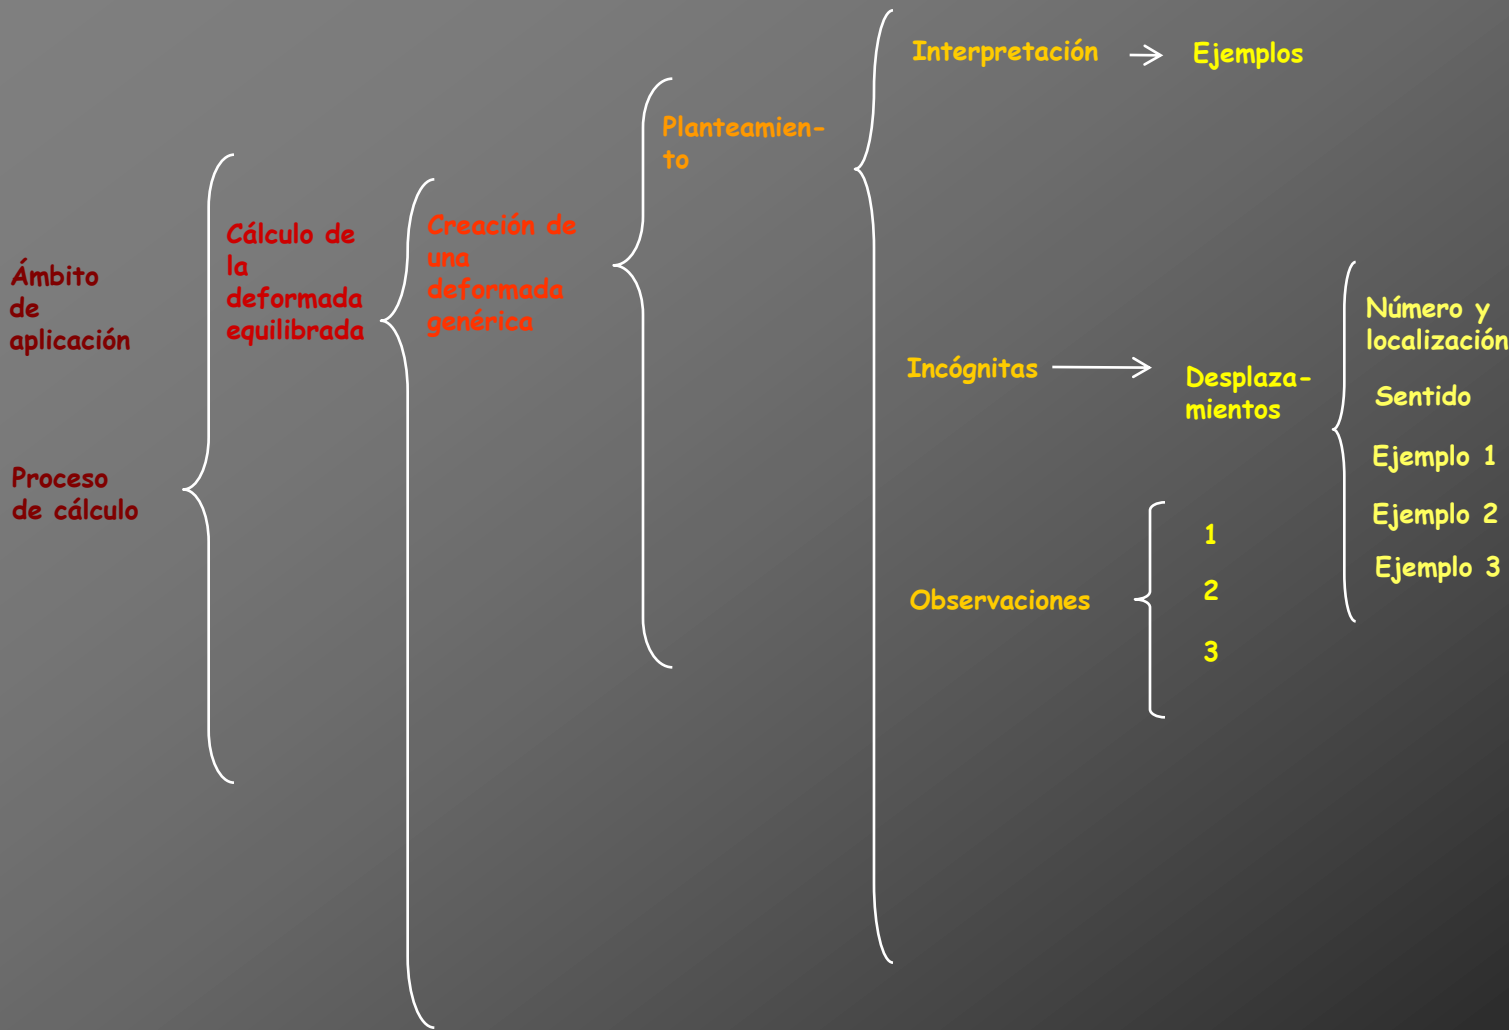 Ámbito
de
aplicación
Proceso
de cálculo
Cálculo de
la
deformada
equilibrada
Creación de
una
deformada
genérica
Planteamien-
to
Interpretación
Ejemplos
Incógnitas
Desplaza-
mientos
Número y
localización
Sentido
Ejemplo 1
Ejemplo 2
Ejemplo 3
Observaciones
1
2
3